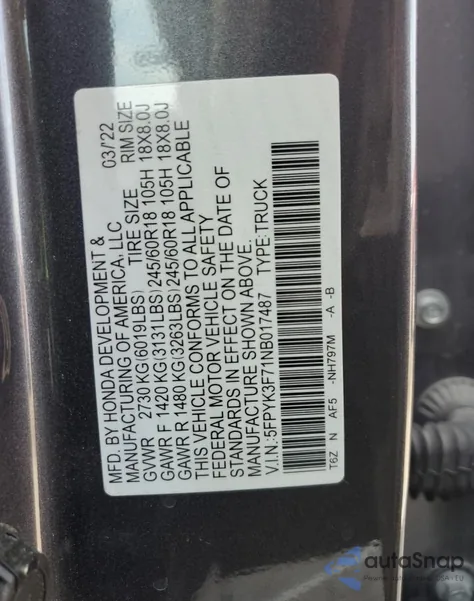 MFD. BY HONDA DEVELOPMENT &
MANUFACTURING OF AMERICA, LLC 03/'22
GVWR 2730 KG(6019LBS) TIRE SIZE RIM SIZE
GAWR F 1420 KG(3131LBS) 245/60R18 105H 18X8.0J
GAWR R 1480 KG(3263LBS) 245/60R18 105H 18X8.0J
THIS VEHICLE CONFORMS TO ALL APPLICABLE
FEDERAL MOTOR VEHICLE SAFETY
STANDARDS IN EFFECT ON THE DATE OF
MANUFACTURE SHOWN ABOVE.
V.I.N.:5FPYK3F71NB017487 TYPE:TRUCK
T6Z N AF5 -NH797M -A -B
autoSnap